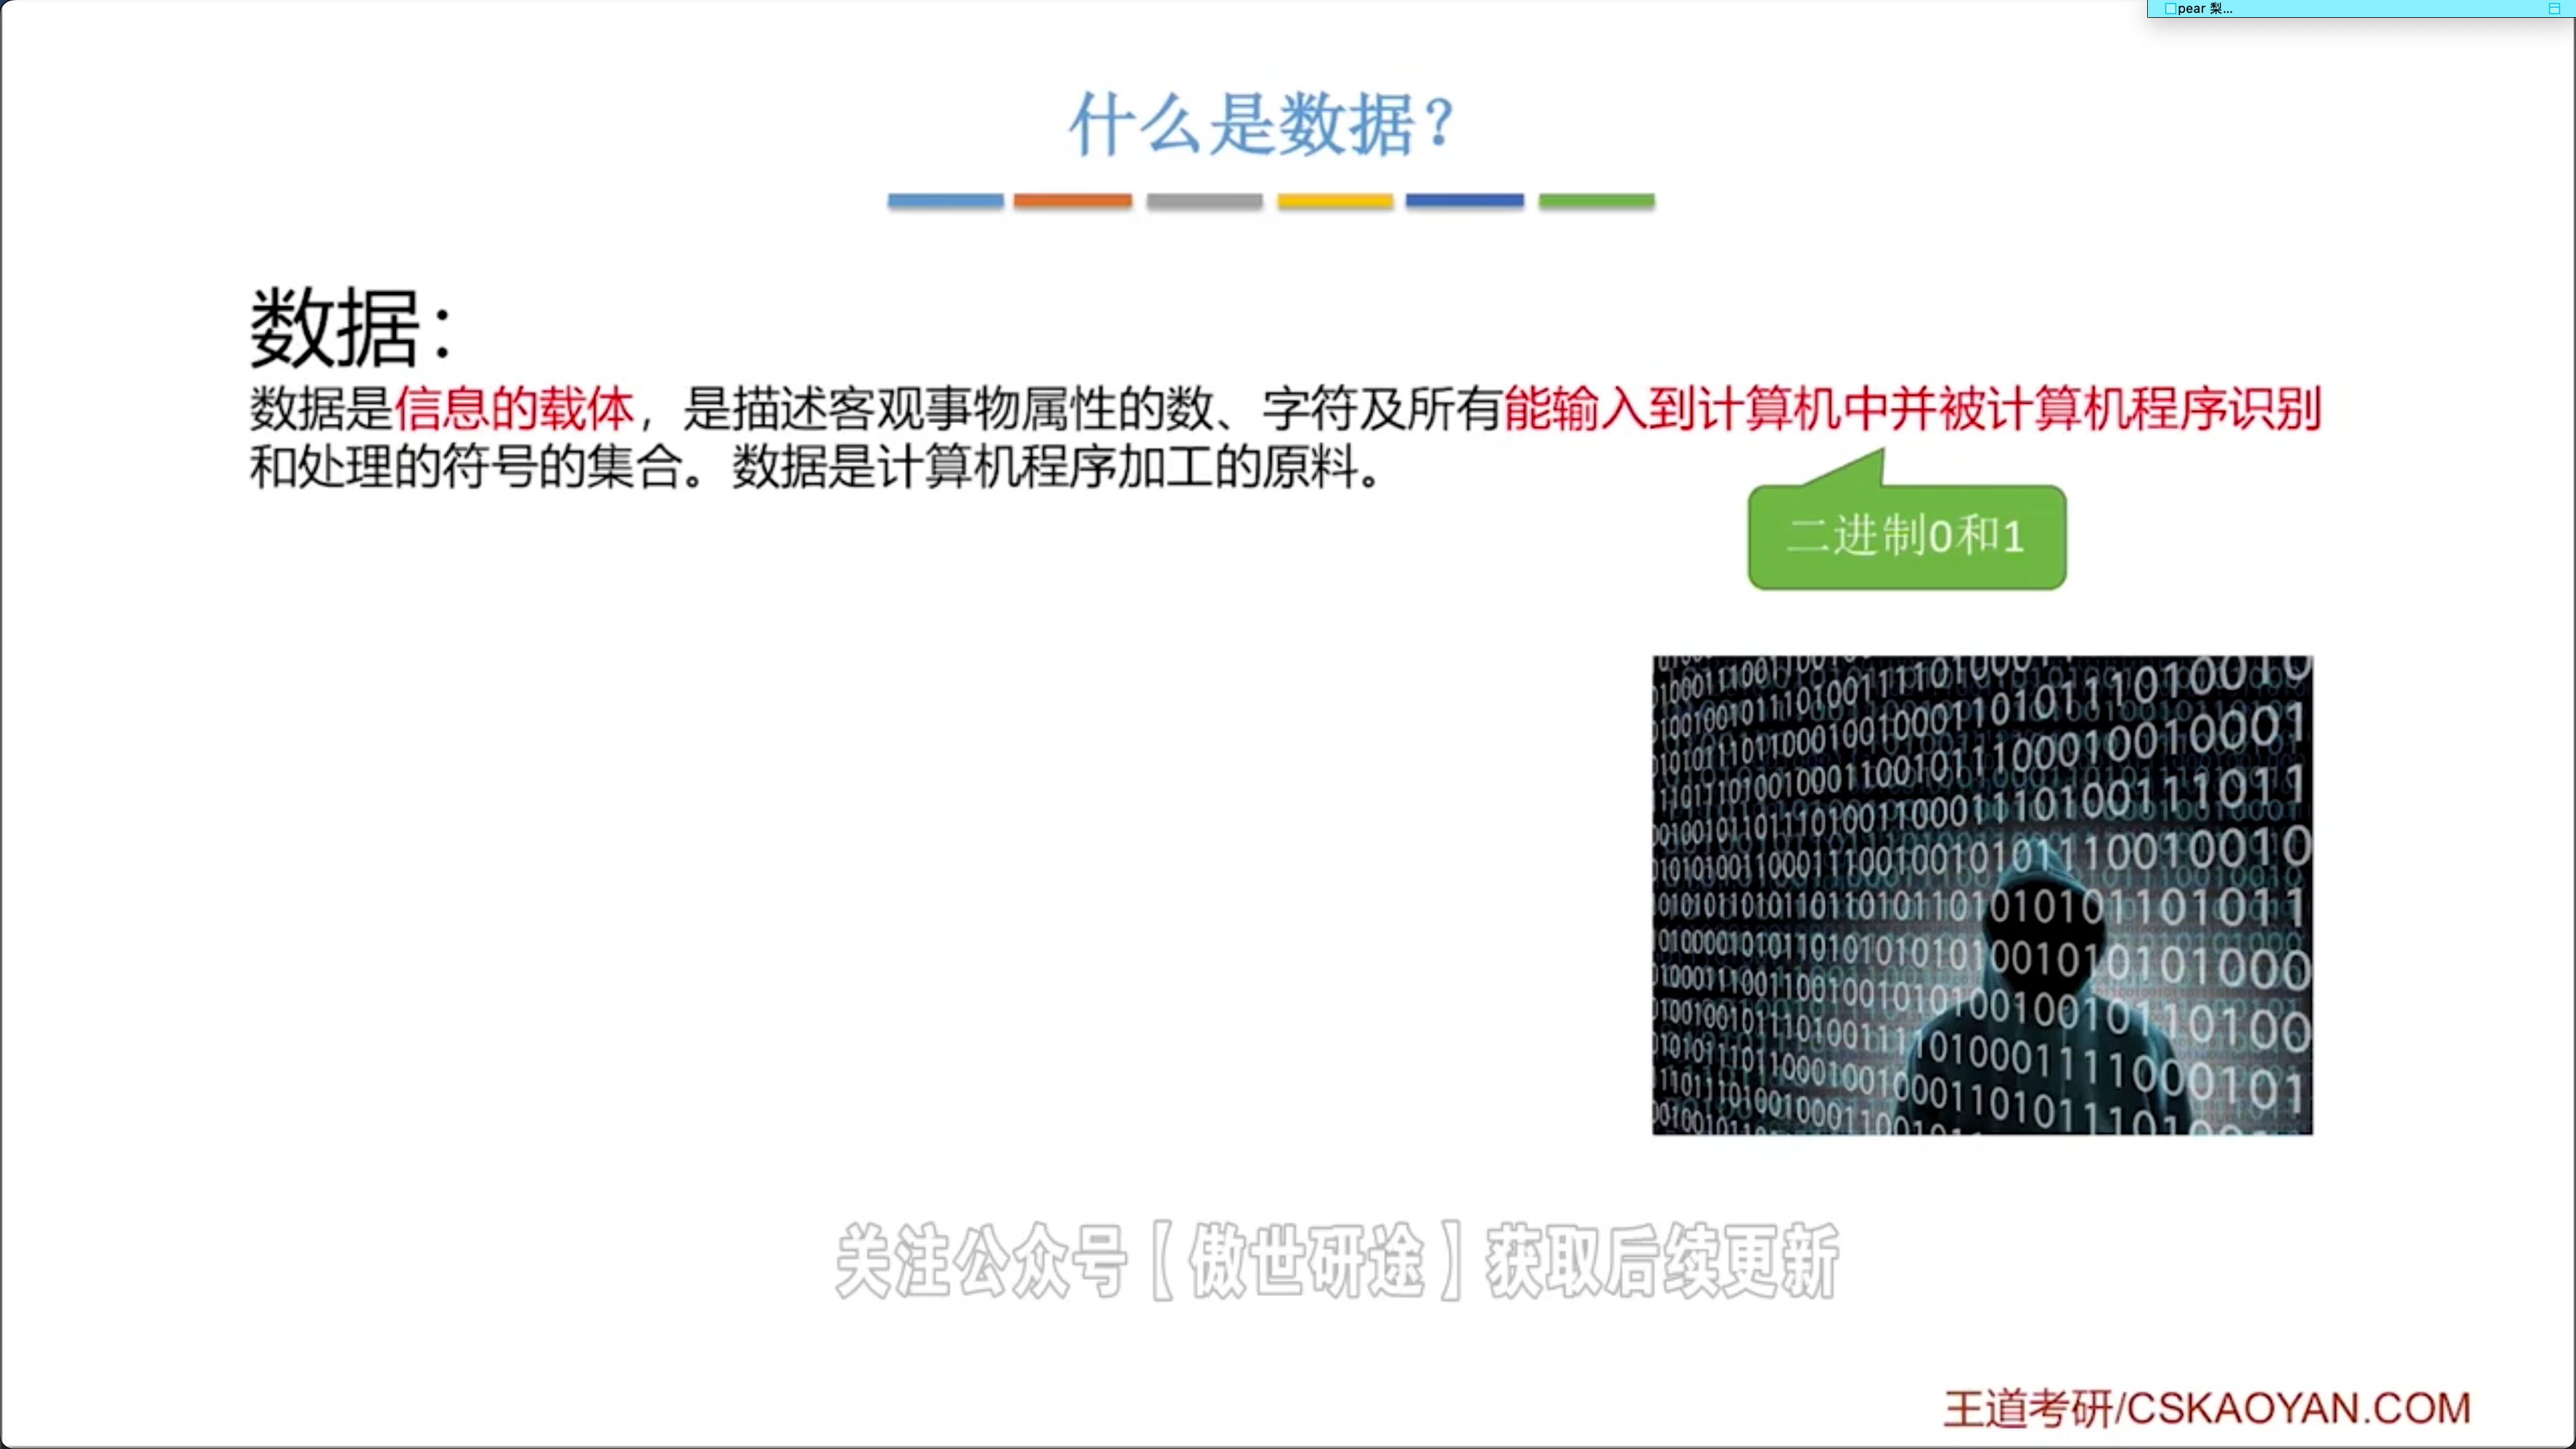 pear 梨...
什么是数据？
数据：
数据是信息的载体，是描述客观事物属性的数、字符及所有能输入到计算机中并被计算机程序识别
和处理的符号的集合。数据是计算机程序加工的原料。
二进制0和1
关注公众号【傲世研途】获取后续更新
王道考研/CSKAOYAN.COM